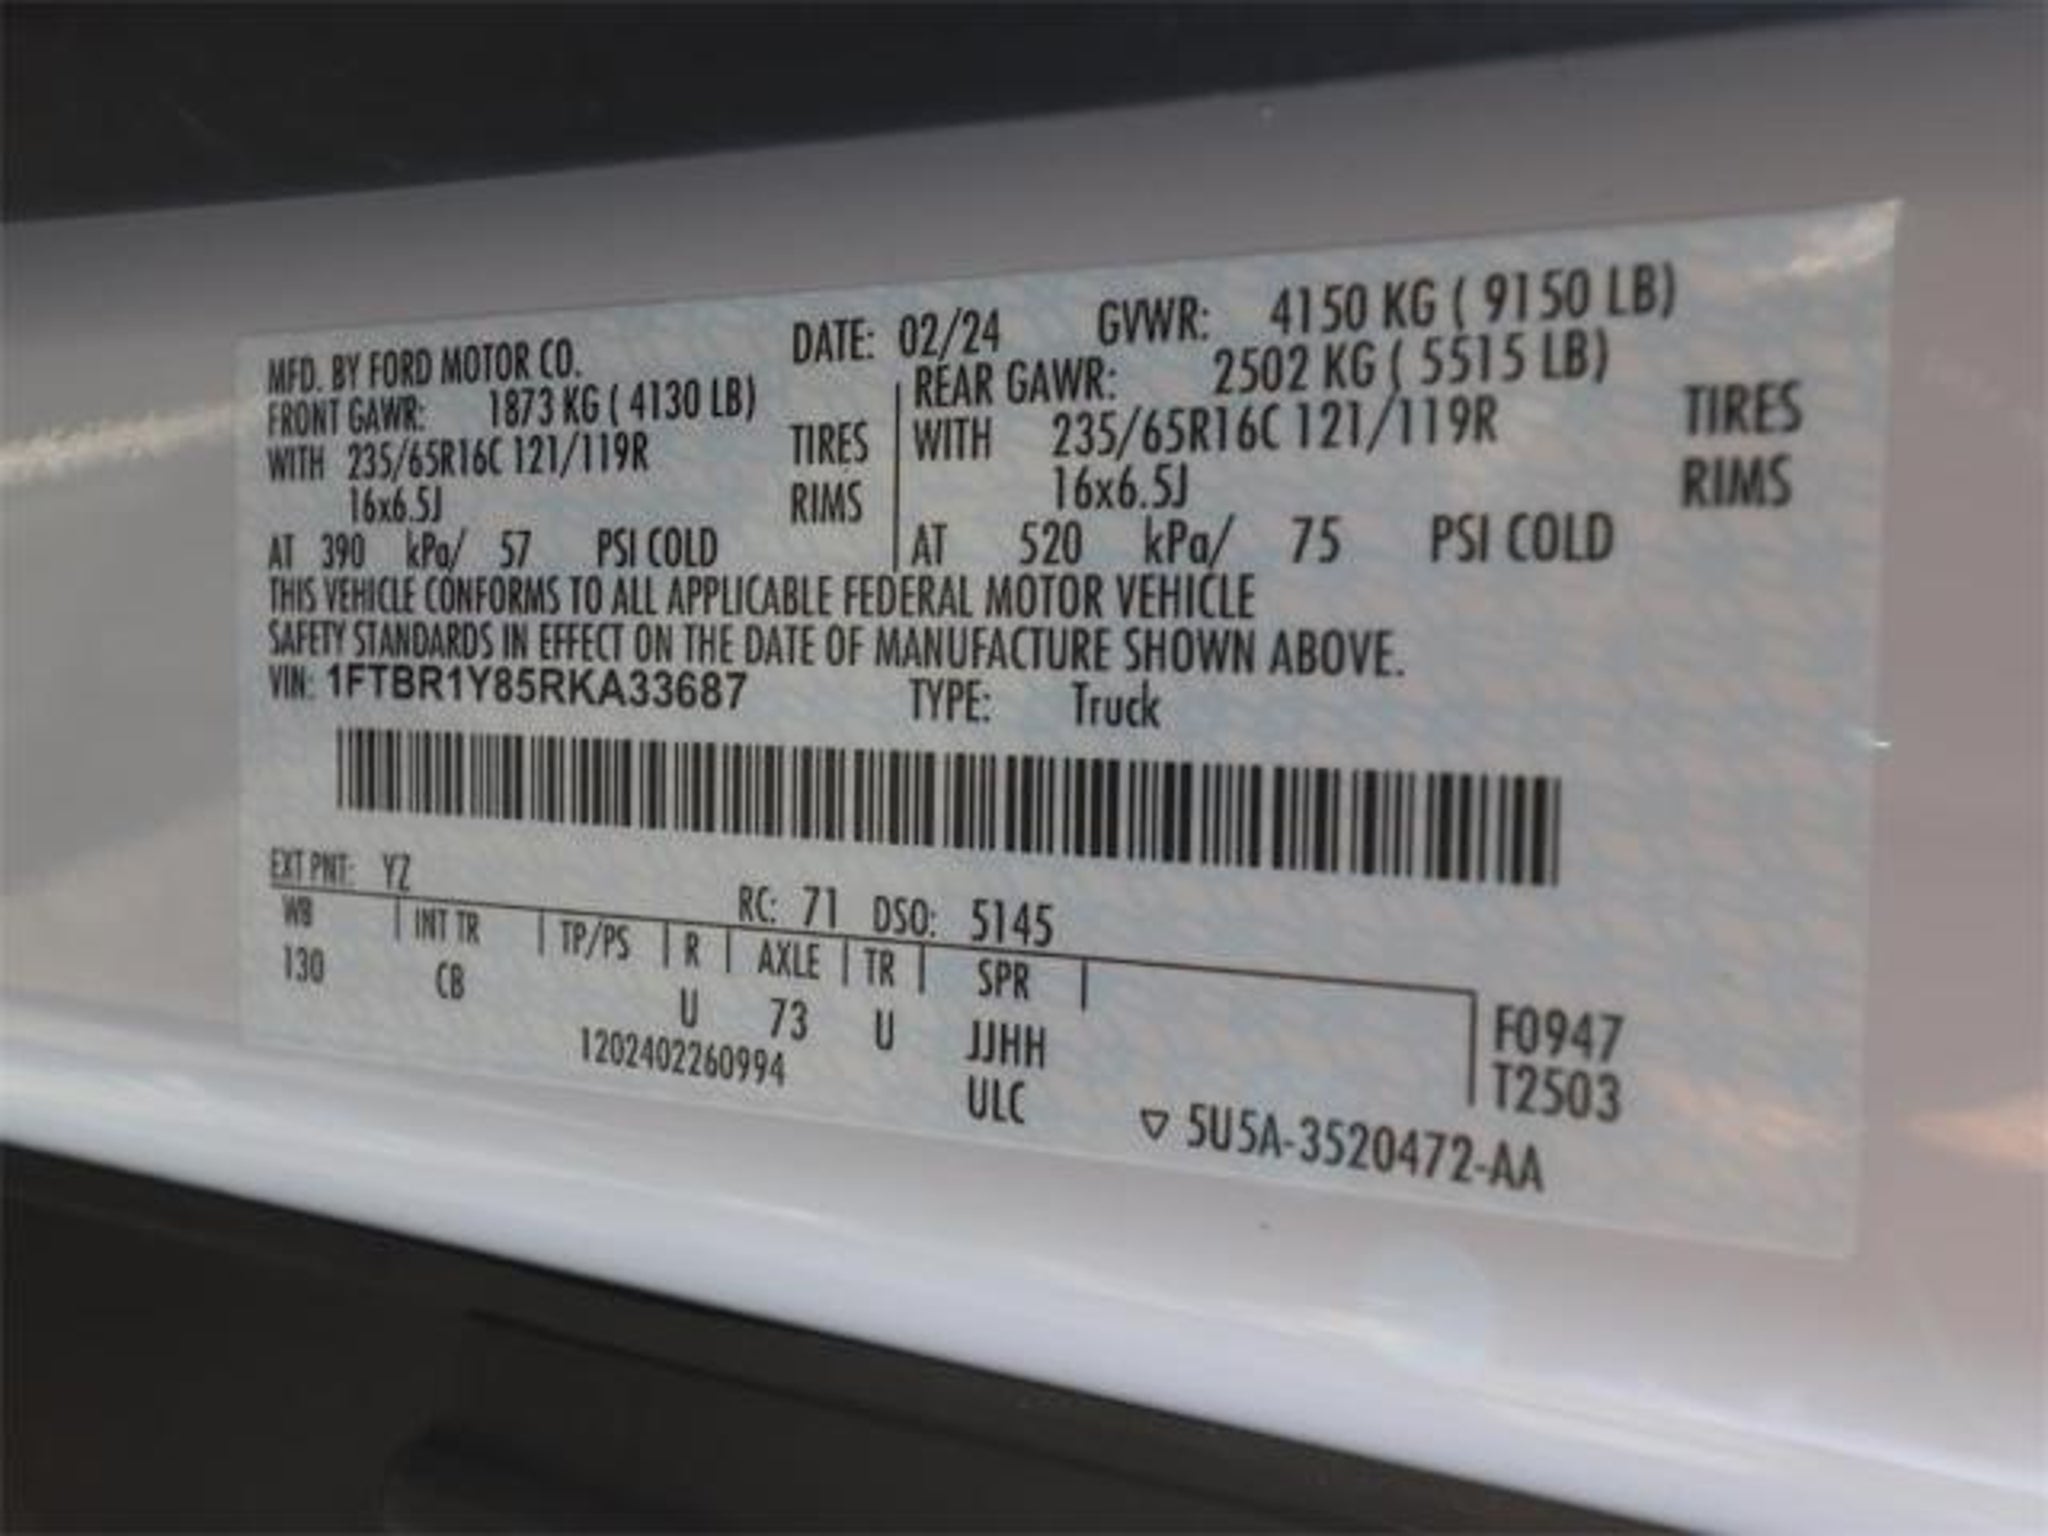 MFD. BY FORD MOTOR CO. DATE: 02/24 GVWR: 4150 KG ( 9150 LB)
FRONT GAWR: 1873 KG ( 4130 LB) REAR GAWR: 2502 KG ( 5515 LB)
WITH 235/65R16C 121/119R TIRES WITH 235/65R16C 121/119R TIRES
16x6.5J RIMS 16x6.5J RIMS
AT 390 kPa/ 57 PSI COLD AT 520 kPa/ 75 PSI COLD
THIS VEHICLE CONFORMS TO ALL APPLICABLE FEDERAL MOTOR VEHICLE
SAFETY STANDARDS IN EFFECT ON THE DATE OF MANUFACTURE SHOWN ABOVE.
VIN: 1FTBR1Y85RKA33687 TYPE: Truck
EXT PNT: YZ RC: 71 DSO: 5145
WB INT TR TP/PS R AXLE TR SPR
130 CB U 73 U JJHH F0947
1202402260994 ULC T2503
▽ 5U5A-3520472-AA